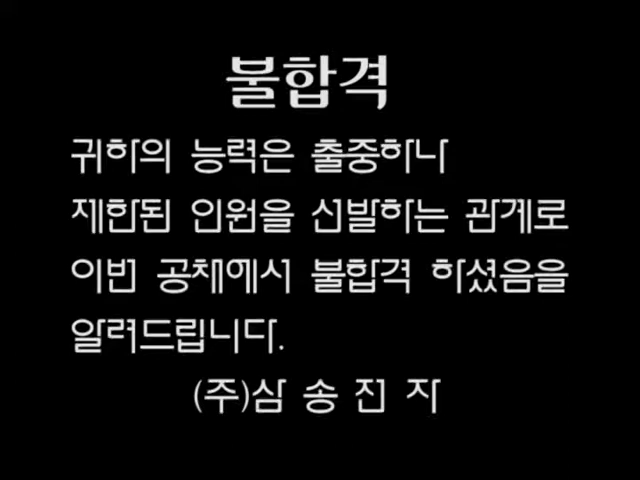 불합격
귀하의 능력은 출중하나
제한된 인원을 선발하는 관계로
이번 공채에서 불합격 하셨음을
알려드립니다.
(주)삼 송 진 자